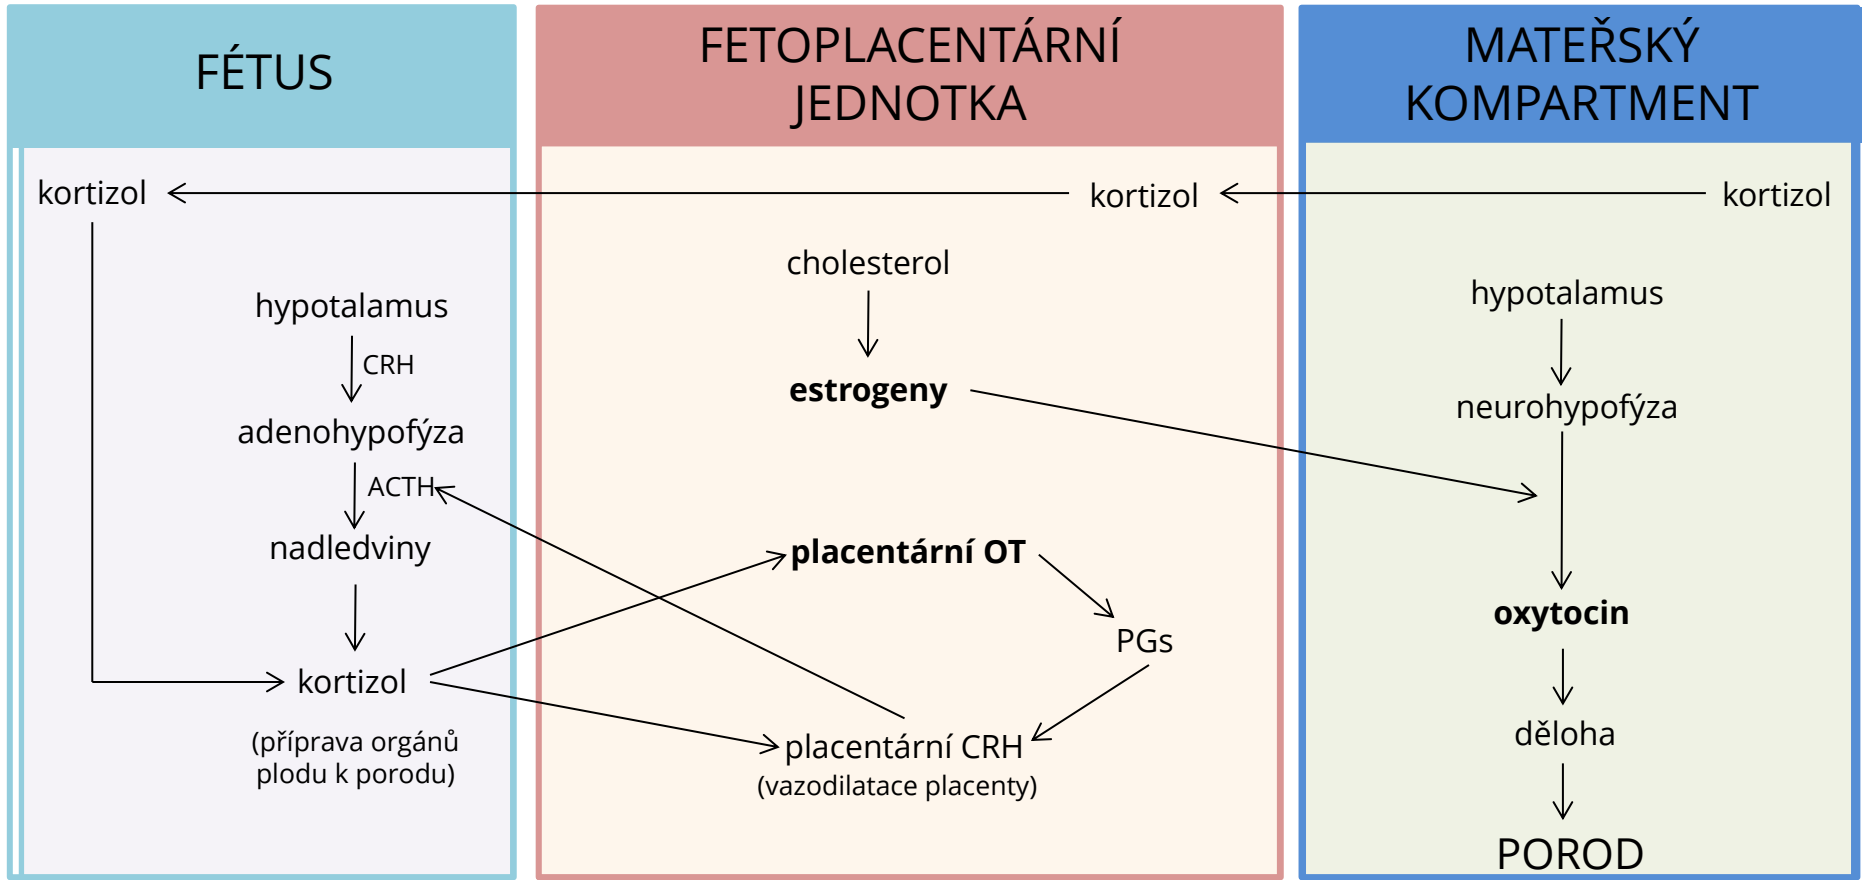 FÉTUS
kortizol
hypotalamus
CRH
adenohypofýza
ACTH
nadledviny
kortizol
(příprava orgánů
plodu k porodu)
FETOPLACENTÁRNÍ
JEDNOTKA
kortizol
cholesterol
estrogeny
placentární OT
PGs
placentární CRH
(vazodilatace placenty)
MATEŘSKÝ
KOMPARTMENT
kortizol
hypotalamus
neurohypofýza
oxytocin
děloha
POROD